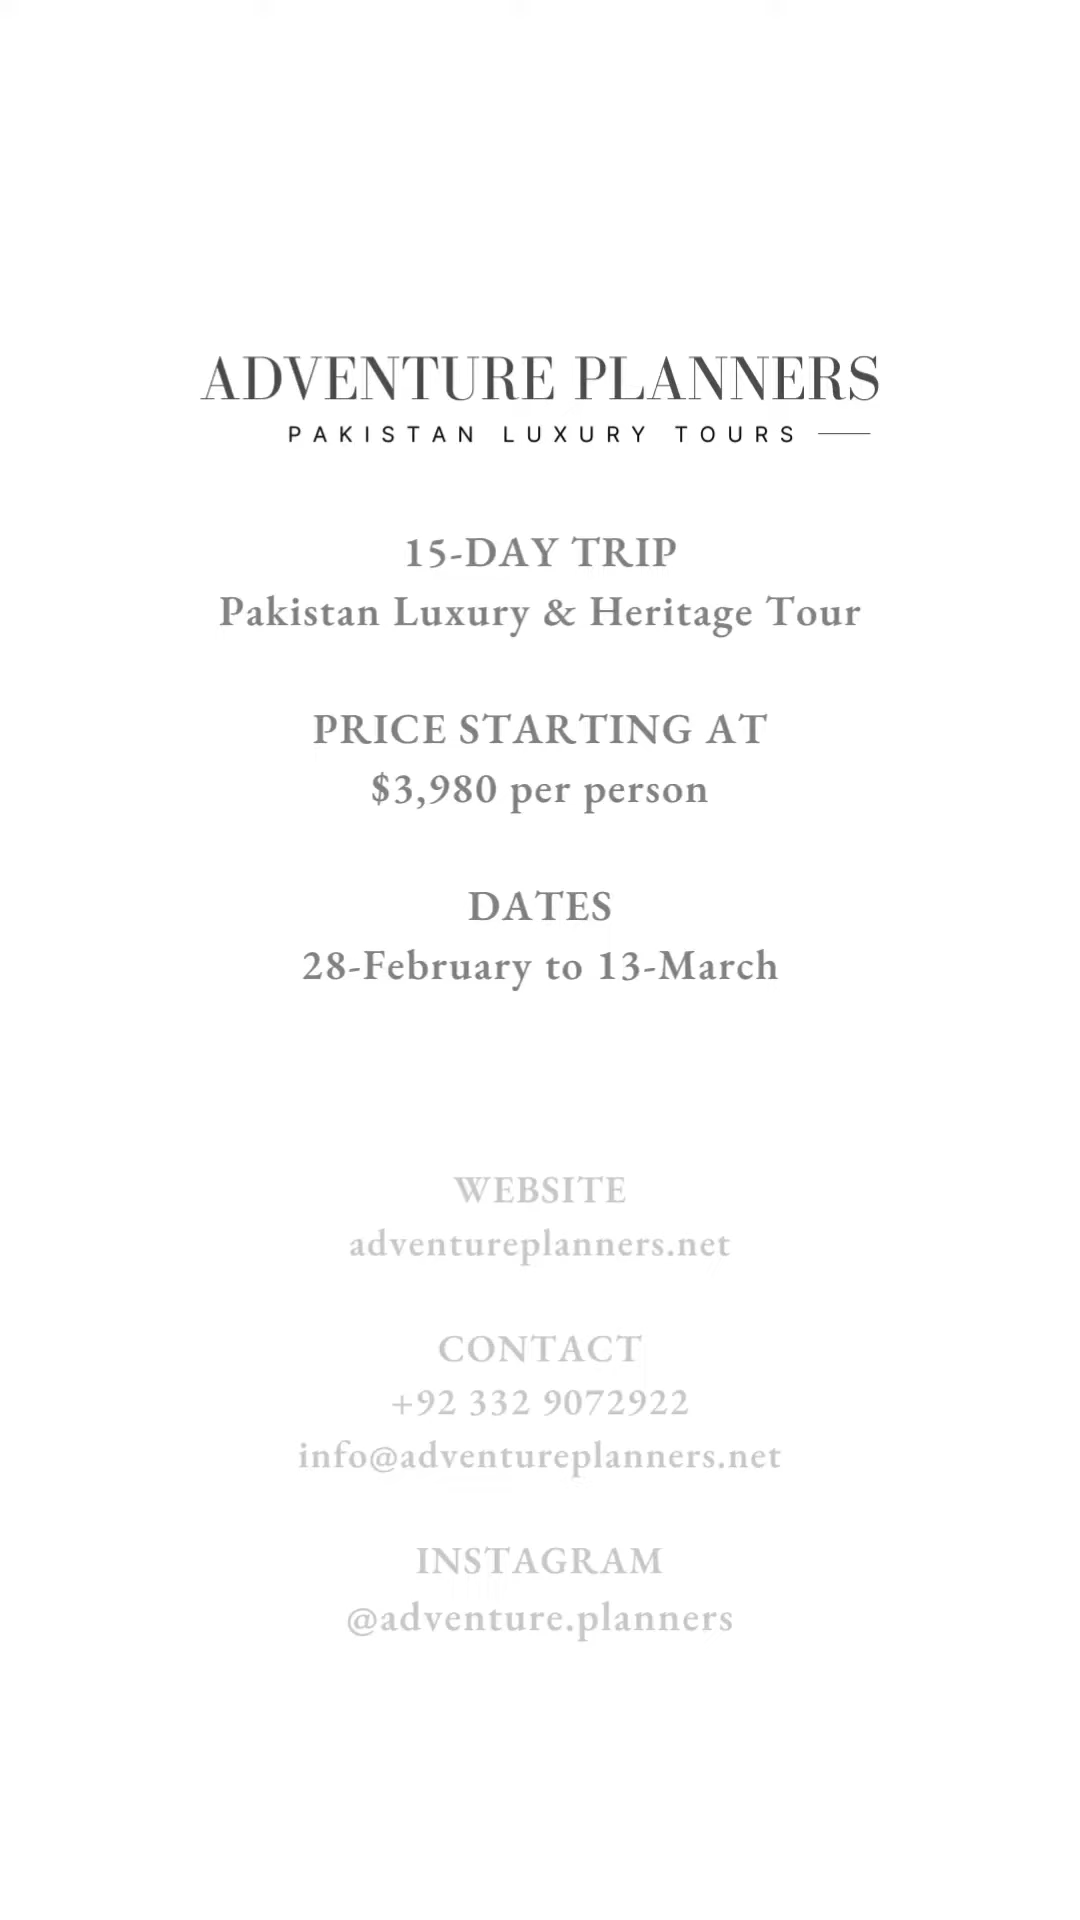 ADVENTURE PLANNERS
PAKISTAN LUXURY TOURS
15-DAY TRIP
Pakistan Luxury & Heritage Tour
PRICE STARTING AT
$3,980 per person
DATES
28-February to 13-March
WEBSITE
adventureplanners.net
CONTACT
+92 332 9072922
info@adventureplanners.net
INSTAGRAM
@adventure.planners